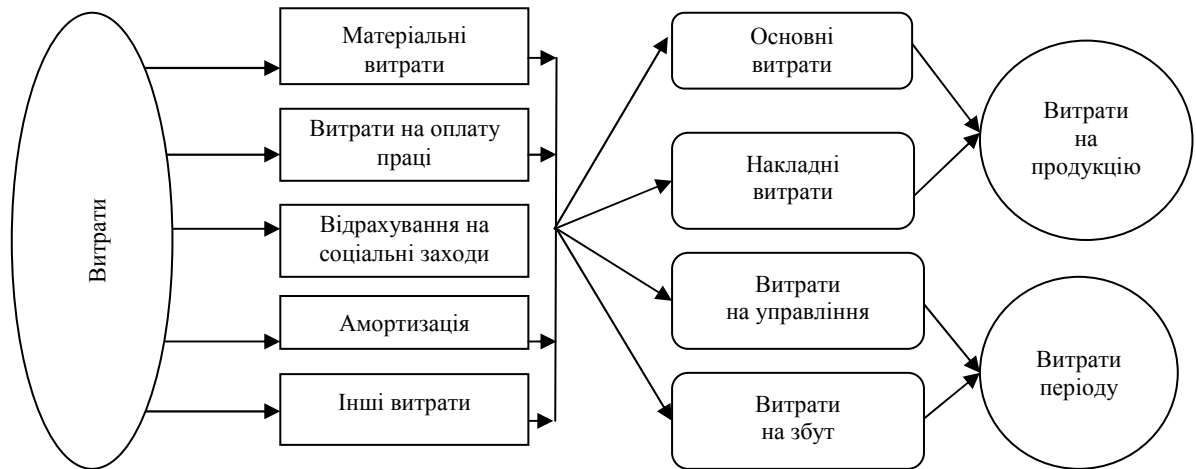 Витрати
Матеріальні
витрати
Витрати на оплату
праці
Відрахування на
соціальні заходи
Амортизація
Інші витрати
Основні
витрати
Накладні
витрати
Витрати
на управління
Витрати
на збут
Витрати
на
продукцію
Витрати
періоду